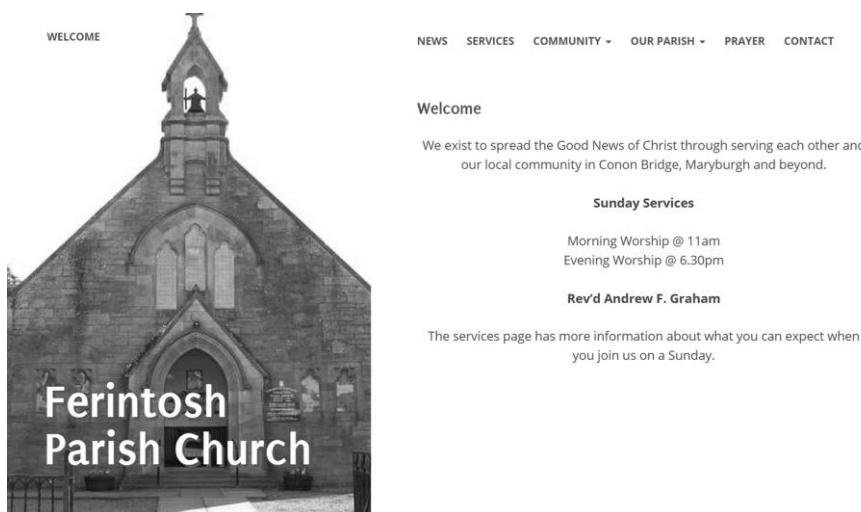 WELCOME
NEWS SERVICES COMMUNITY OUR PARISH PRAYER CONTACT
Welcome
We exist to spread the Good News of Christ through serving each other and
our local community in Conon Bridge, Maryburgh and beyond.
Sunday Services
Morning Worship @ 11am
Evening Worship @ 6.30pm
Rev'd Andrew F. Graham
The services page has more information about what you can expect when
you join us on a Sunday.
Ferintosh
Parish Church